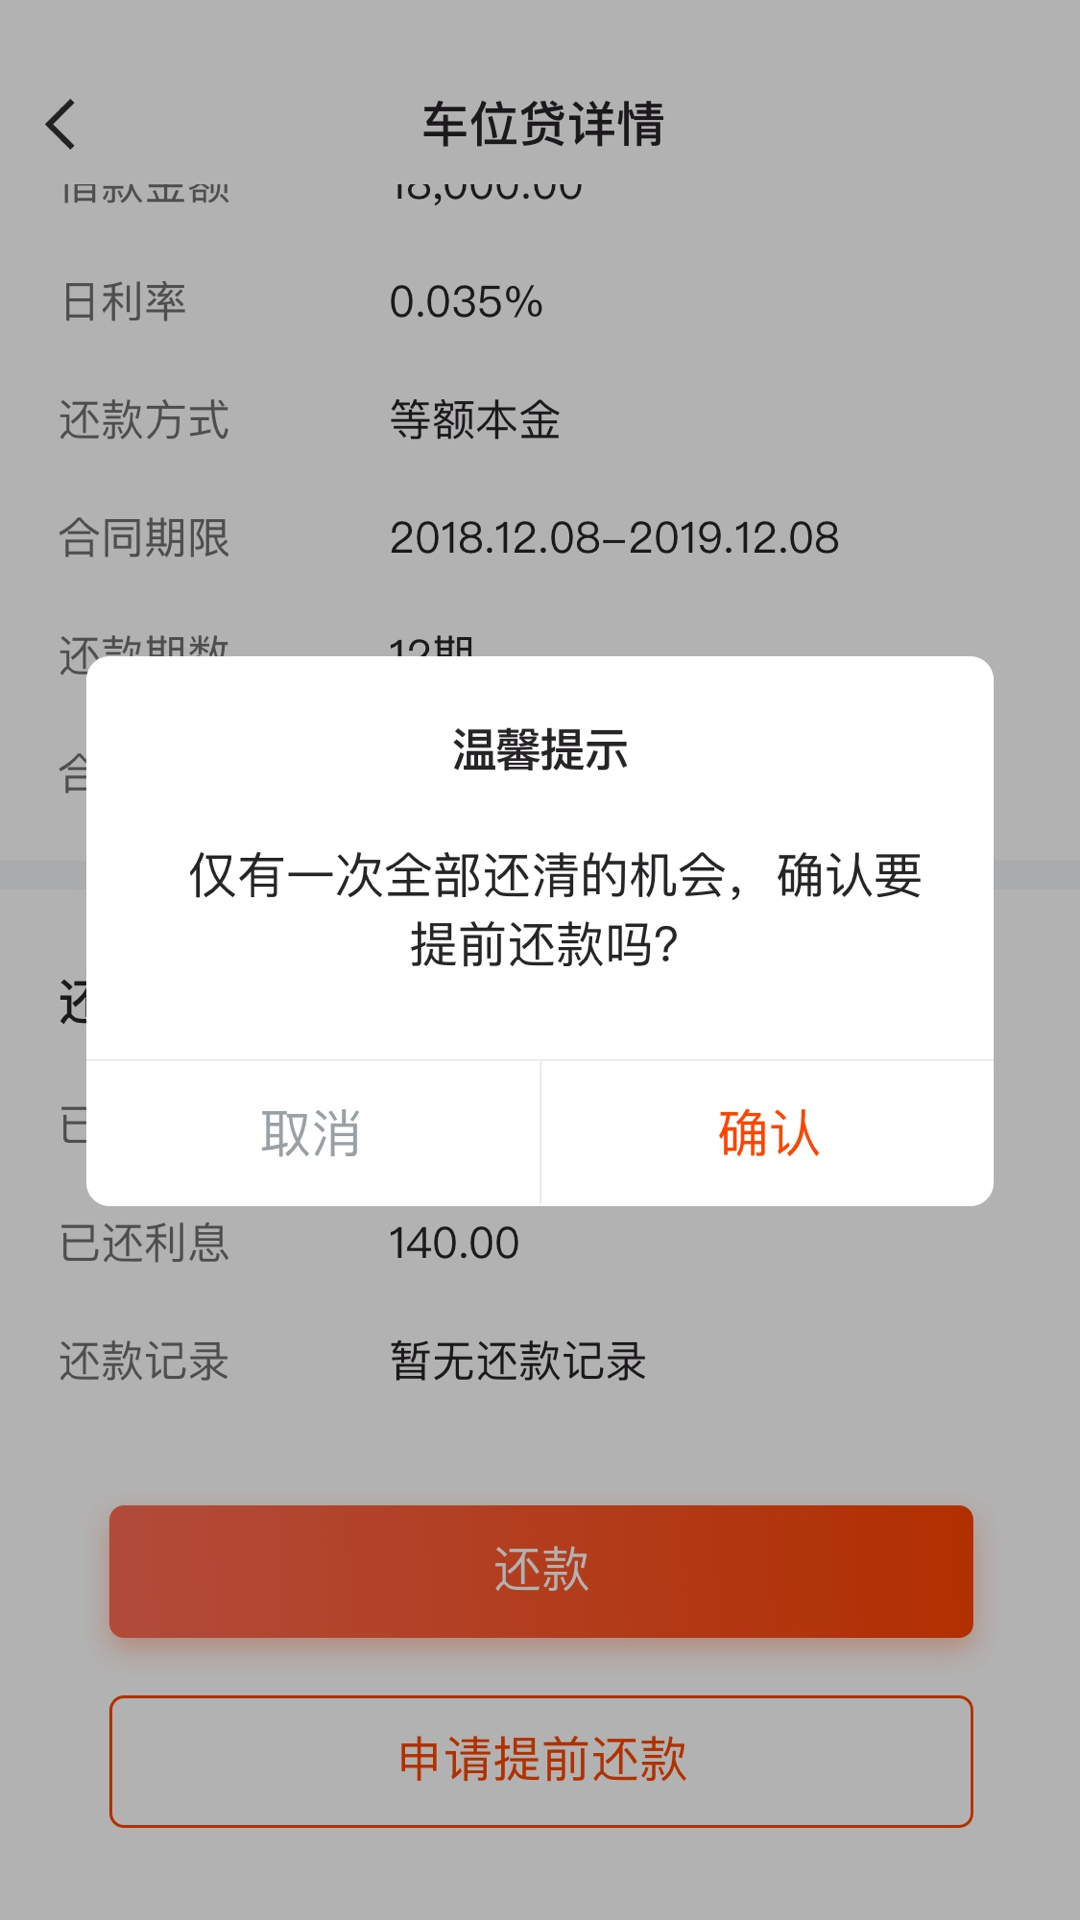 车位贷详情
借款金额 18,000.00
日利率 0.035%
还款方式 等额本金
合同期限 2018.12.08–2019.12.08
还款期数 12期
合
温馨提示
仅有一次全部还清的机会，确认要
提前还款吗?
还
已
取消 确认
已还利息 140.00
还款记录 暂无还款记录
还款
申请提前还款